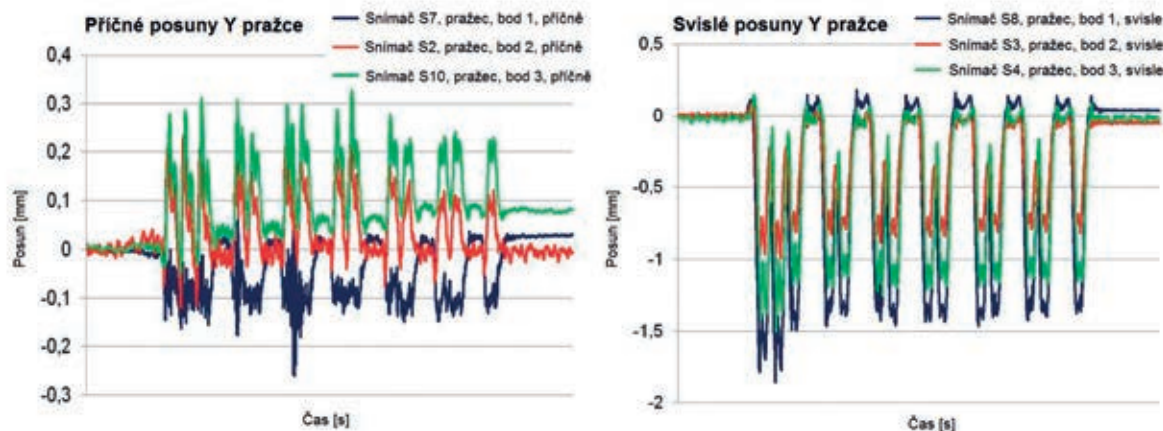 Příčné posuny Y pražce
Snímač S7, pražec, bod 1, příčně
Snímač S2, pražec, bod 2, příčně
Snímač S10, pražec, bod 3, příčně
0,4
0,3
0,2
0,1
0
-0,1
-0,2
-0,3
Posun [mm]
Čas [s]
Svislé posuny Y pražce
Snímač S8, pražec, bod 1, svisle
Snímač S3, pražec, bod 2, svisle
Snímač S4, pražec, bod 3, svisle
0,5
0
-0,5
-1
-1,5
-2
Posun [mm]
Čas [s]